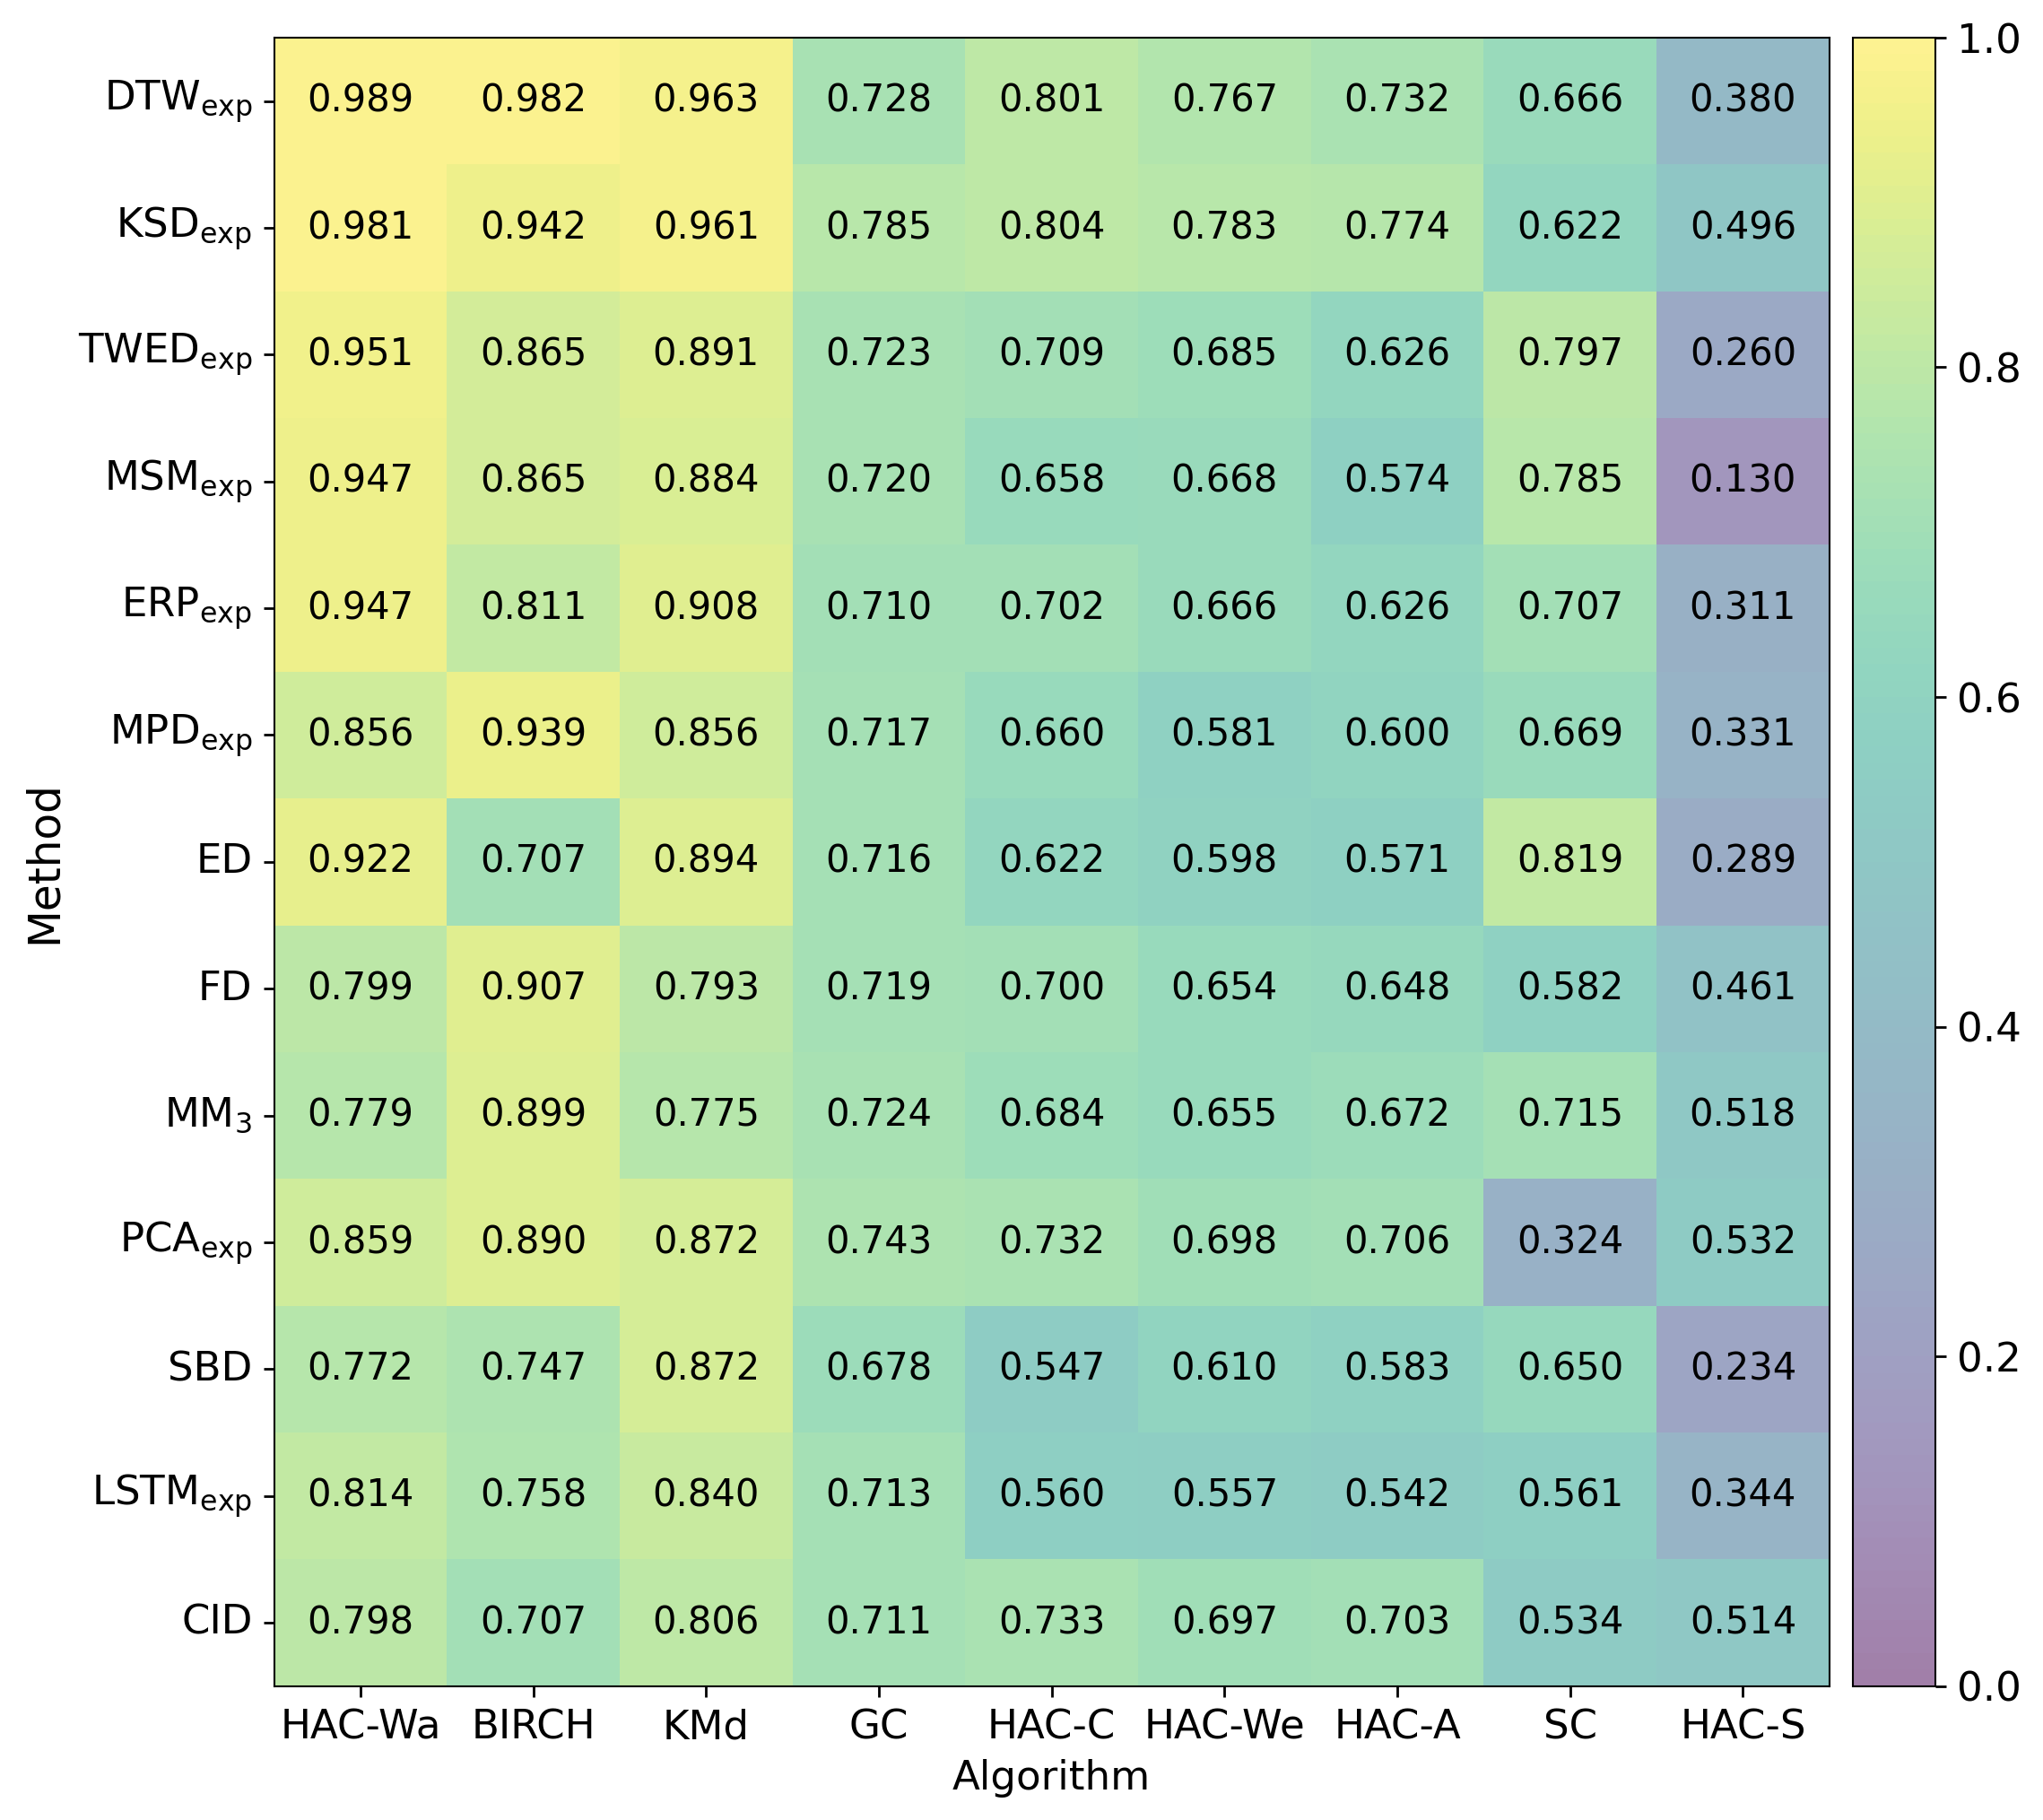 DTWexp 0.989 0.982 0.963 0.728 0.801 0.767 0.732 0.666 0.380
KSDexp 0.981 0.942 0.961 0.785 0.804 0.783 0.774 0.622 0.496
TWEDexp 0.951 0.865 0.891 0.723 0.709 0.685 0.626 0.797 0.260
MSMexp 0.947 0.865 0.884 0.720 0.658 0.668 0.574 0.785 0.130
ERPexp 0.947 0.811 0.908 0.710 0.702 0.666 0.626 0.707 0.311
MPDexp 0.856 0.939 0.856 0.717 0.660 0.581 0.600 0.669 0.331
ED 0.922 0.707 0.894 0.716 0.622 0.598 0.571 0.819 0.289
FD 0.799 0.907 0.793 0.719 0.700 0.654 0.648 0.582 0.461
MM3 0.779 0.899 0.775 0.724 0.684 0.655 0.672 0.715 0.518
PCAexp 0.859 0.890 0.872 0.743 0.732 0.698 0.706 0.324 0.532
SBD 0.772 0.747 0.872 0.678 0.547 0.610 0.583 0.650 0.234
LSTMexp 0.814 0.758 0.840 0.713 0.560 0.557 0.542 0.561 0.344
CID 0.798 0.707 0.806 0.711 0.733 0.697 0.703 0.534 0.514
HAC-Wa BIRCH KMd GC HAC-C HAC-We HAC-A SC HAC-S
Algorithm
Method
1.0
0.8
0.6
0.4
0.2
0.0